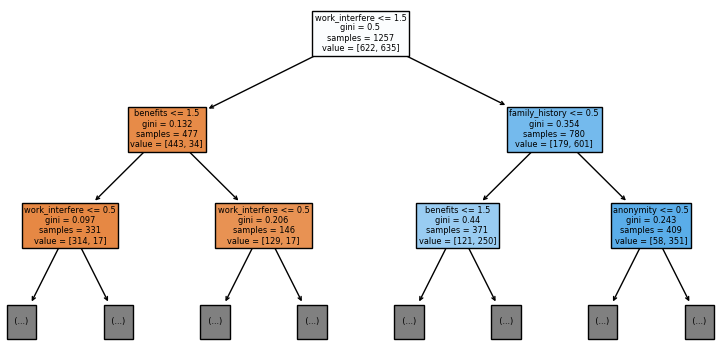 work_interfere <= 1.5
gini = 0.5
samples = 1257
value = [622, 635]
benefits <= 1.5
gini = 0.132
samples = 477
value = [443, 34]
family_history <= 0.5
gini = 0.354
samples = 780
value = [179, 601]
work_interfere <= 0.5
gini = 0.097
samples = 331
value = [314, 17]
work_interfere <= 0.5
gini = 0.206
samples = 146
value = [129, 17]
benefits <= 1.5
gini = 0.44
samples = 371
value = [121, 250]
anonymity <= 0.5
gini = 0.243
samples = 409
value = [58, 351]
(...)
(...)
(...)
(...)
(...)
(...)
(...)
(...)